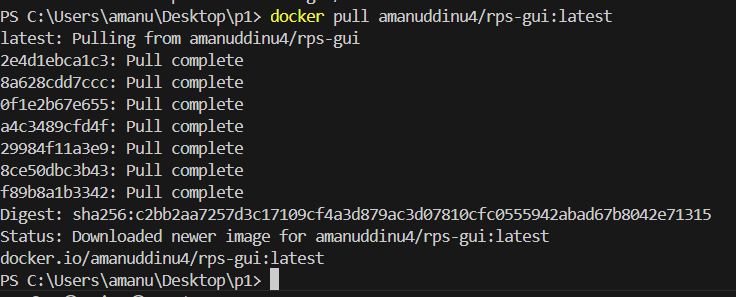 PS C:\Users\amanu\Desktop\p1> docker pull amanuddinu4/rps-gui:latest
latest: Pulling from amanuddinu4/rps-gui
2e4d1ebca1c3: Pull complete
8a628cdd7ccc: Pull complete
0f1e2b67e655: Pull complete
a4c3489cfd4f: Pull complete
29984f11a3e9: Pull complete
8ce50dbc3b43: Pull complete
f89b8a1b3342: Pull complete
Digest: sha256:c2bb2aa7257d3c17109cf4a3d879ac3d07810cfc0555942abad67b8042e71315
Status: Downloaded newer image for amanuddinu4/rps-gui:latest
docker.io/amanuddinu4/rps-gui:latest
PS C:\Users\amanu\Desktop\p1>